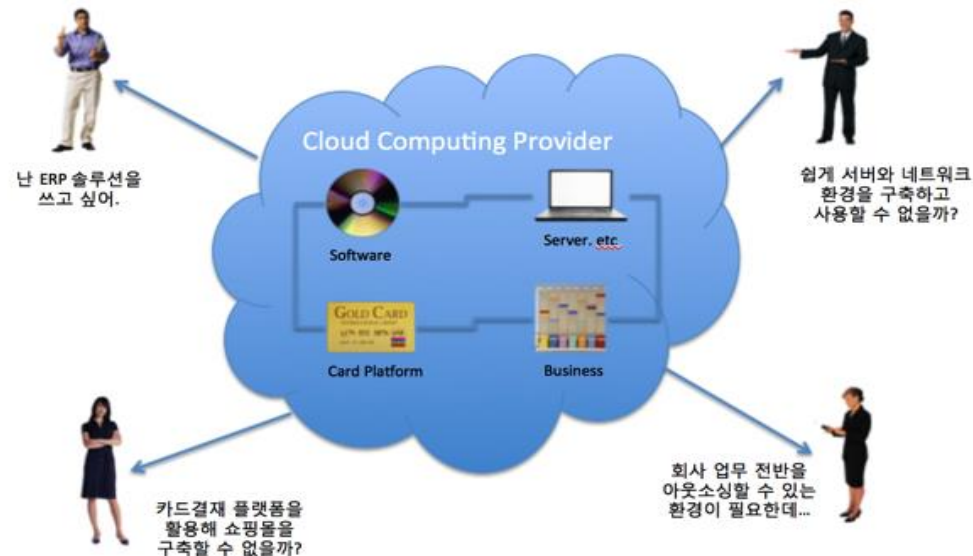 Cloud Computing Provider
난 ERP 솔루션을
쓰고 싶어.
쉽게 서버와 네트워크
환경을 구축하고
사용할 수 없을까?
Software
Server. etc
GOLD CARD
Card Platform
Business
카드결재 플랫폼을
활용해 쇼핑몰을
구축할 수 없을까?
회사 업무 전반을
아웃소싱할 수 있는
환경이 필요한데...